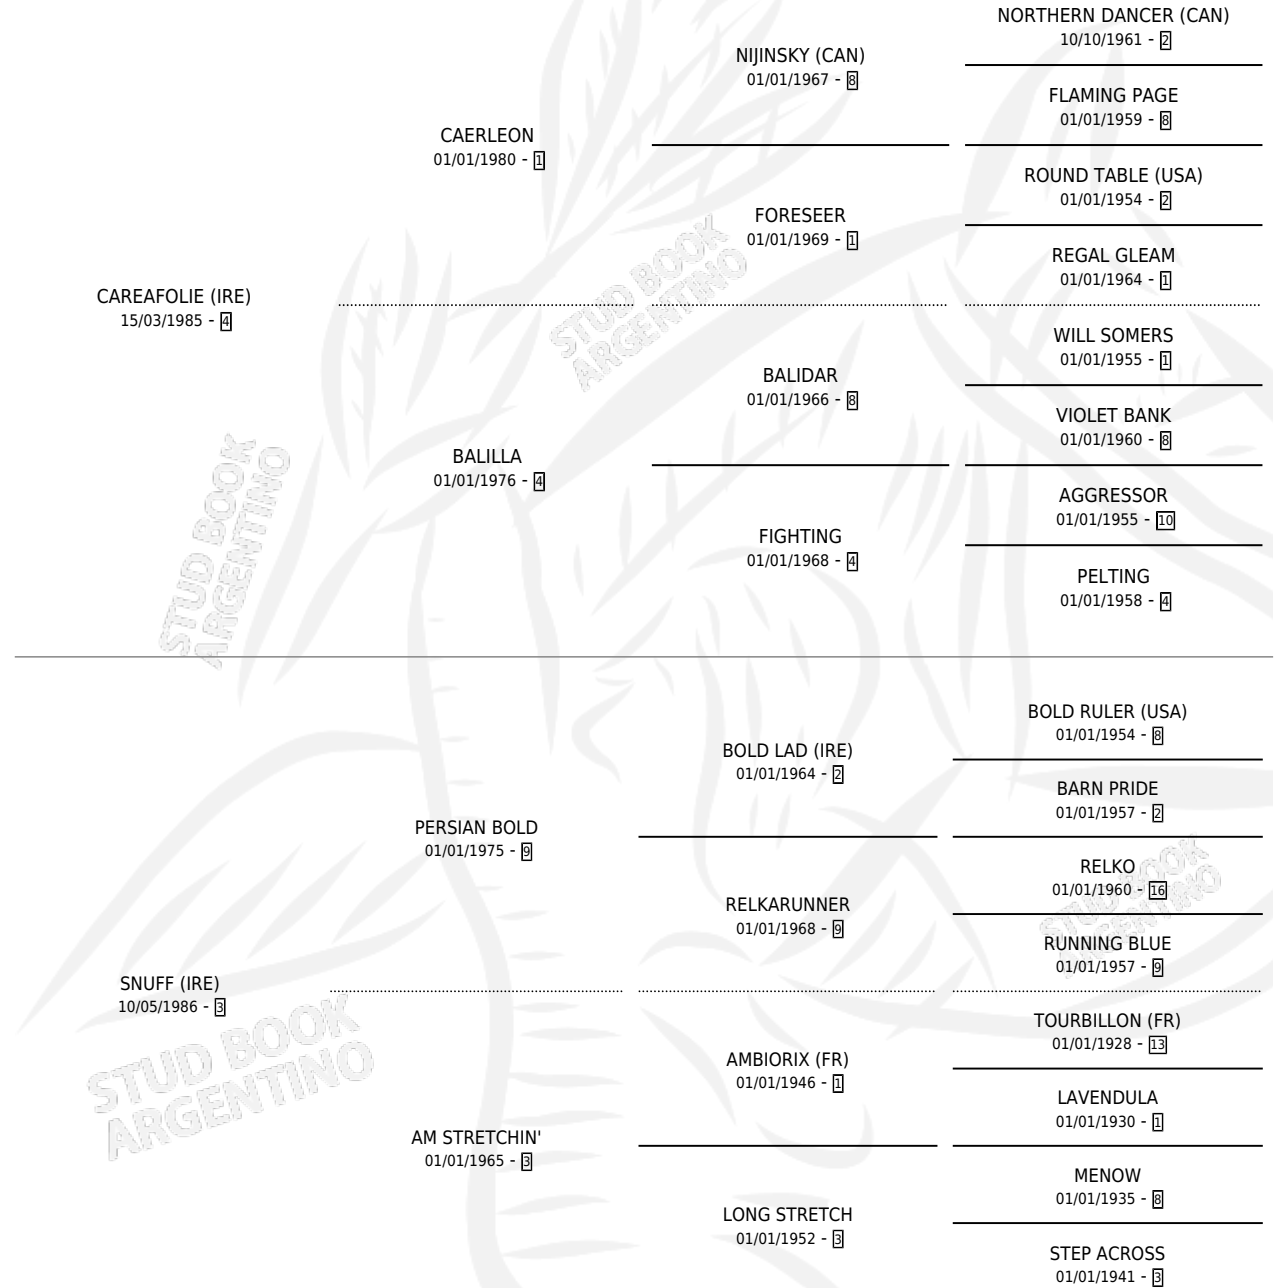 NORTHERN DANCER (CAN)
10/10/1961 - 2
NIJINSKY (CAN)
01/01/1967 - 8
FLAMING PAGE
01/01/1959 - 8
CAERLEON
01/01/1980 - 1
ROUND TABLE (USA)
01/01/1954 - 2
FORESEER
01/01/1969 - 1
REGAL GLEAM
01/01/1964 - 1
CAREAFOLIE (IRE)
15/03/1985 - 4
STUD BOOK
ARGENTINO
WILL SOMERS
01/01/1955 - 1
BALIDAR
01/01/1966 - 8
VIOLET BANK
01/01/1960 - 8
BALILLA
01/01/1976 - 4
STUD BOOK
ARGENTINO
AGGRESSOR
01/01/1955 - 10
FIGHTING
01/01/1968 - 4
PELTING
01/01/1958 - 4
BOLD RULER (USA)
01/01/1954 - 8
BOLD LAD (IRE)
01/01/1964 - 2
BARN PRIDE
01/01/1957 - 2
PERSIAN BOLD
01/01/1975 - 9
RELKO
01/01/1960 - 16
STUD BOOK
ARGENTINO
RELKARUNNER
01/01/1968 - 9
RUNNING BLUE
01/01/1957 - 9
SNUFF (IRE)
10/05/1986 - 3
STUD BOOK
ARGENTINO
TOURBILLON (FR)
01/01/1928 - 13
AMBIORIX (FR)
01/01/1946 - 1
LAVENDULA
01/01/1930 - 1
AM STRETCHIN'
01/01/1965 - 3
MENOW
01/01/1935 - 8
LONG STRETCH
01/01/1952 - 3
STEP ACROSS
01/01/1941 - 3